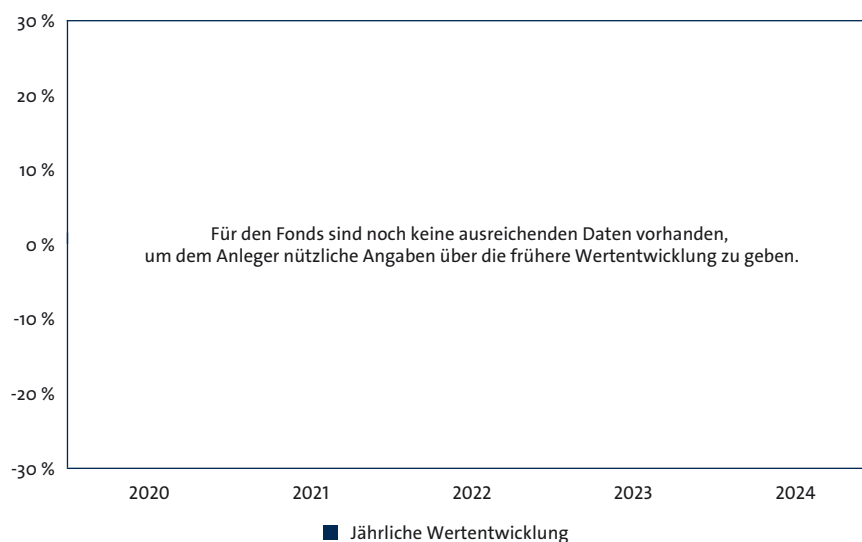 30 %
20 %
10 %
0 %
-10 %
-20 %
-30 %
Für den Fonds sind noch keine ausreichenden Daten vorhanden,
um dem Anleger nützliche Angaben über die frühere Wertentwicklung zu geben.
2020 2021 2022 2023 2024
Jährliche Wertentwicklung